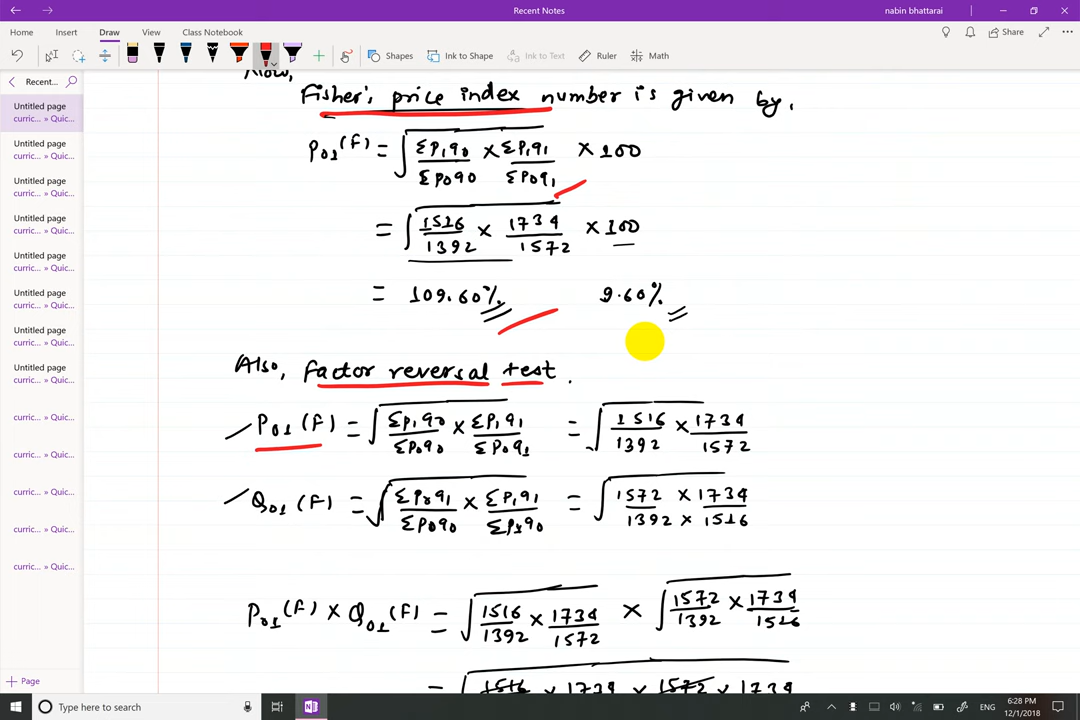 Recent Notes
nabin bhattarai
Home Insert Draw View Class Notebook
Share
Shapes Ink to Shape Ink to Text Ruler Math
Recent...
Untitled page
curric... » Quic...
Untitled page
curric... » Quic...
Untitled page
curric... » Quic...
Untitled page
curric... » Quic...
Untitled page
curric... » Quic...
Untitled page
curric... » Quic...
Untitled page
curric... » Quic...
Untitled page
curric... » Quic...
curric... » Quic...
curric... » Quic...
curric... » Quic...
curric... » Quic...
curric... » Quic...
+ Page
Now,
Fisher's price index number is given by,
P₀₁(F) = √(Σp₁q₀/Σp₀q₀ × Σp₁q₁/Σp₀q₁) × 100
= √(1516/1392 × 1734/1572) × 100
= 109.60% 9.60%
Also, factor reversal test.
P₀₁(F) = √(Σp₁q₀/Σp₀q₀ × Σp₁q₁/Σp₀q₁) = √(1516/1392 × 1734/1572)
Q₀₁(F) = √(Σp₀q₁/Σp₀q₀ × Σp₁q₁/Σp₁q₀) = √(1572 × 1734/1392 × 1516)
P₀₁(F) × Q₀₁(F) = √(1516/1392 × 1734/1572) × √(1572/1392 × 1734/1516)
= √1516 × 1734 × 1572 × 1734
Type here to search
6:28 PM
12/1/2018